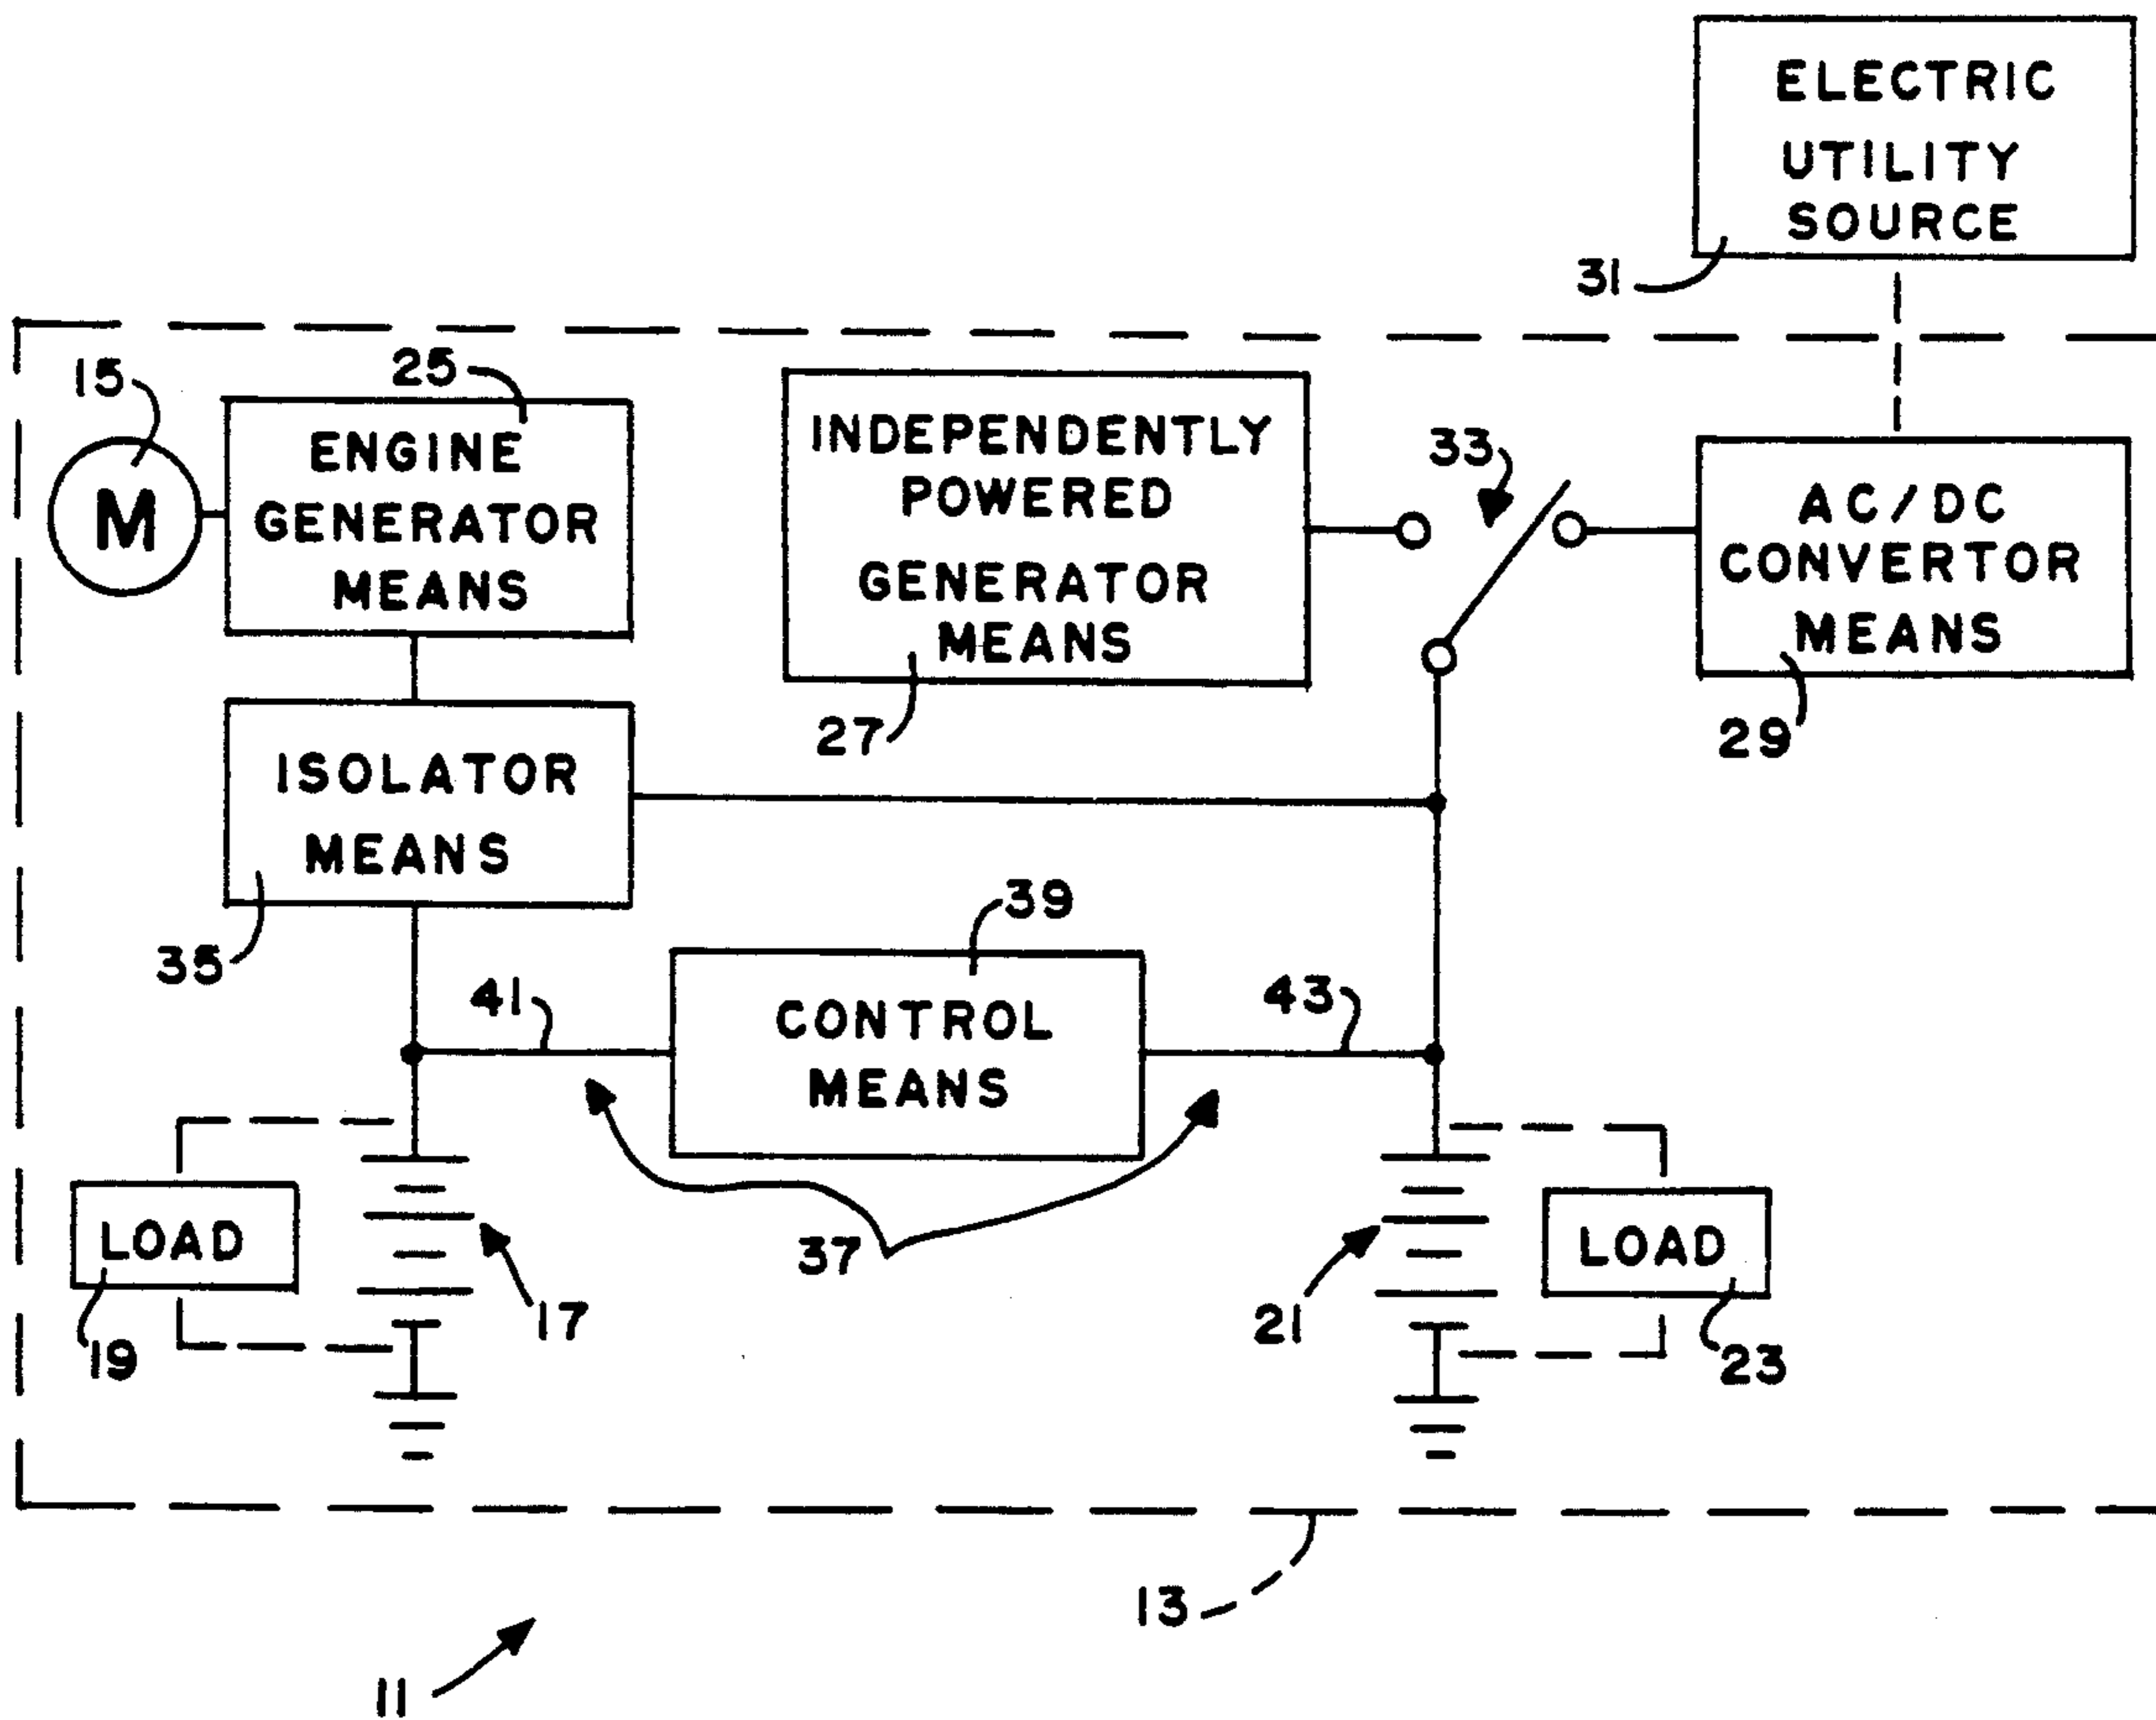 ELECTRIC
UTILITY
SOURCE
31
15
25
M
ENGINE
GENERATOR
MEANS
INDEPENDENTLY
POWERED
GENERATOR
MEANS
27
33
AC/DC
CONVERTOR
MEANS
29
ISOLATOR
MEANS
35
39
41
CONTROL
MEANS
43
37
LOAD
19
17
21
LOAD
23
13
11